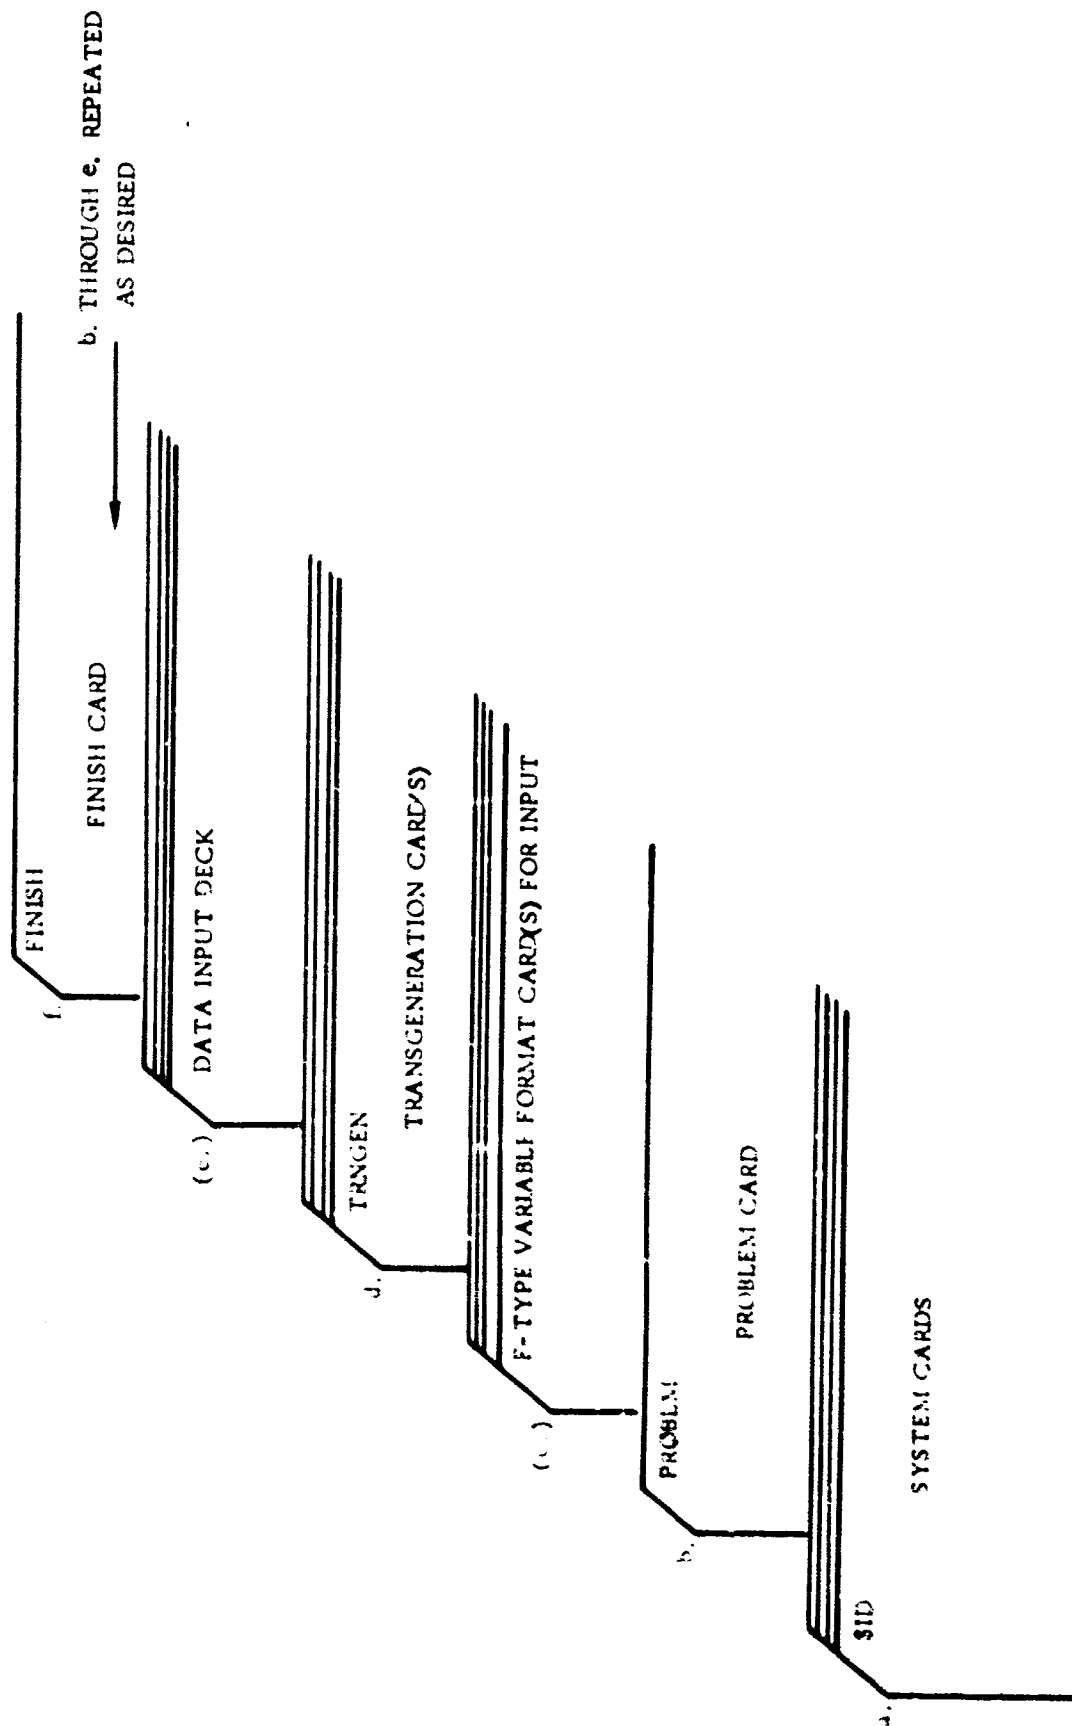 b. THROUGH e. REPEATED
AS DESIRED
f.
FINISH
FINISH CARD
DATA INPUT DECK
TRNGEN
TRANSGENERATION CARD(S)
d.
F-TYPE VARIABLE FORMAT CARD(S) FOR INPUT
PROBLM
PROBLEM CARD
b.
$ID
SYSTEM CARDS
a.